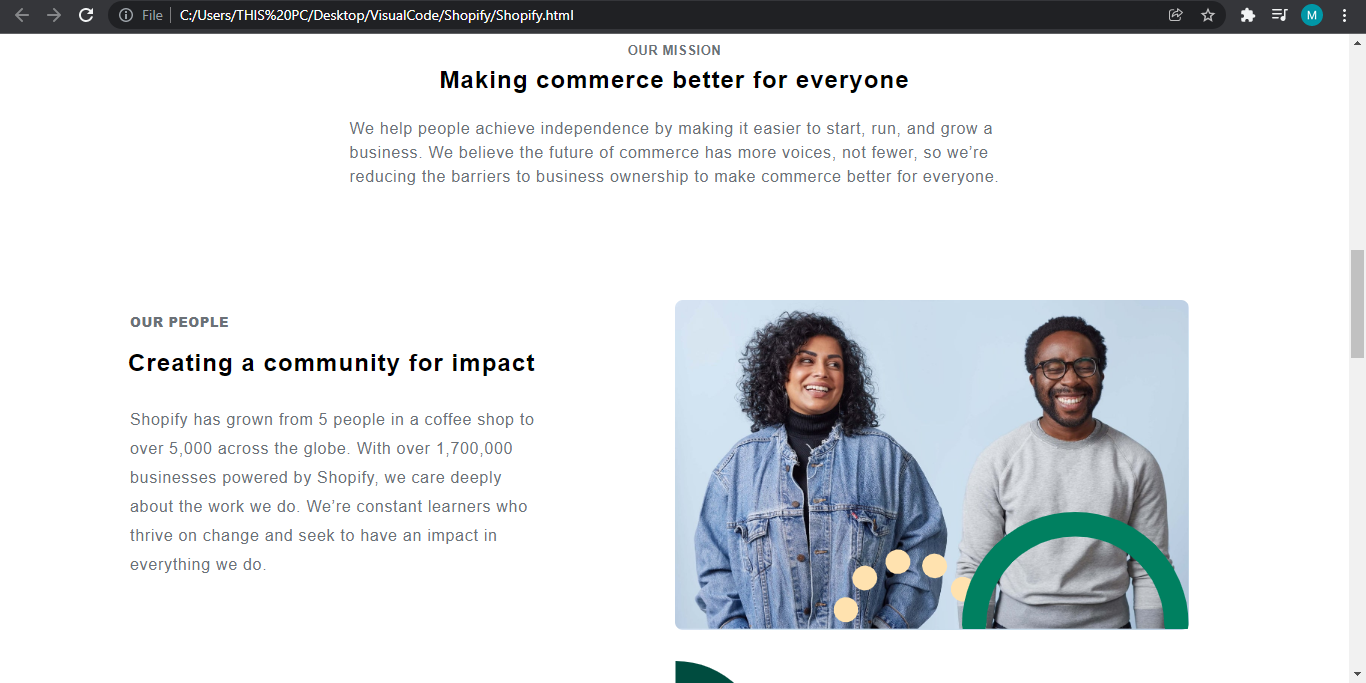 File
C:/Users/THIS%20PC/Desktop/VisualCode/Shopify/Shopify.html
M
OUR MISSION
Making commerce better for everyone
We help people achieve independence by making it easier to start, run, and grow a
business. We believe the future of commerce has more voices, not fewer, so we’re
reducing the barriers to business ownership to make commerce better for everyone.
OUR PEOPLE
Creating a community for impact
Shopify has grown from 5 people in a coffee shop to
over 5,000 across the globe. With over 1,700,000
businesses powered by Shopify, we care deeply
about the work we do. We’re constant learners who
thrive on change and seek to have an impact in
everything we do.